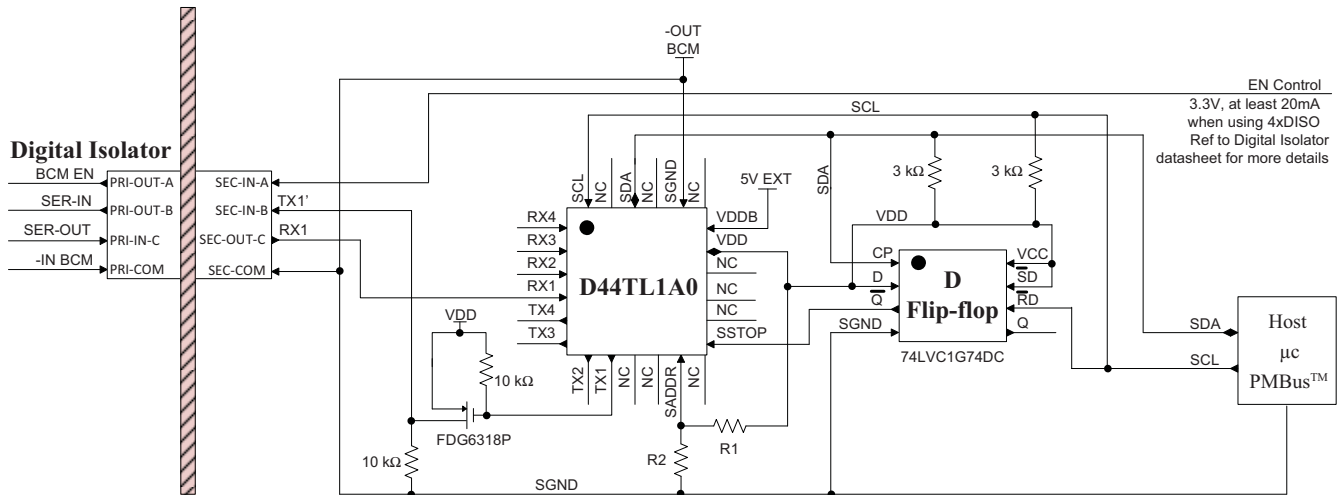 -OUT
BCM
EN Control
3.3V, at least 20mA
when using 4xDISO
Ref to Digital Isolator
datasheet for more details
SCL
Digital Isolator
BCM EN
PRI-OUT-A
SEC-IN-A
SER-IN
PRI-OUT-B
SEC-IN-B
TX1'
SER-OUT
PRI-IN-C
SEC-OUT-C
RX1
-IN BCM
PRI-COM
SEC-COM
SCL
NC
SDA
NC
SGND
NC
5V EXT
SDA
3 kΩ
3 kΩ
RX4
RX3
RX2
RX1
TX4
TX3
D44TL1A0
VDDB
VDD
NC
NC
NC
SSTOP
VDD
CP
D
Q
SGND
D
Flip-flop
VCC
SD
RD
Q
74LVC1G74DC
SDA
SCL
Host
µc
PMBus™
TX2
TX1
NC
NC
SADDR
NC
VDD
10 kΩ
FDG6318P
10 kΩ
R1
R2
SGND